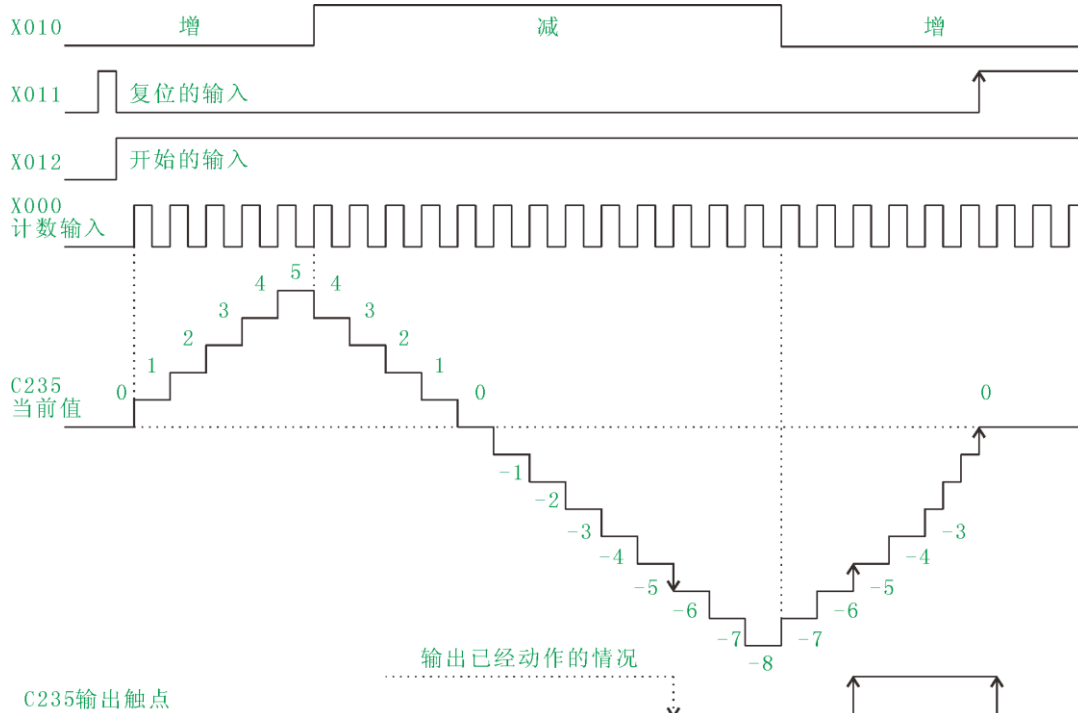 X010 增 减 增
X011 复位的输入
X012 开始的输入
X000
计数输入
5
4 4
3 3
2 2
1 1
C235 0 0 0
当前值
-1
-2
-3 -3
-4 -4
-5 -5
-6 -6
-7 -7
-8
输出已经动作的情况
C235输出触点